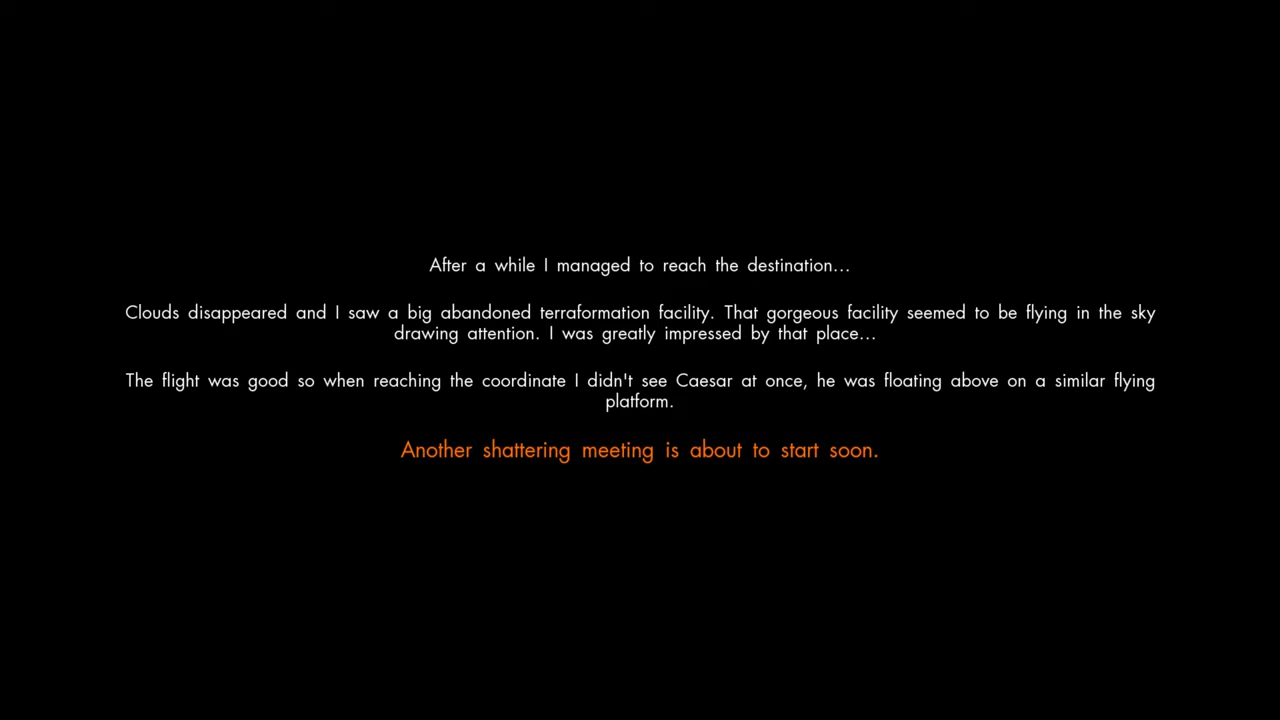 After a while I managed to reach the destination...
Clouds disappeared and I saw a big abandoned terraformation facility. That gorgeous facility seemed to be flying in the sky
drawing attention. I was greatly impressed by that place...
The flight was good so when reaching the coordinate I didn't see Caesar at once, he was floating above on a similar flying
platform.
Another shattering meeting is about to start soon.